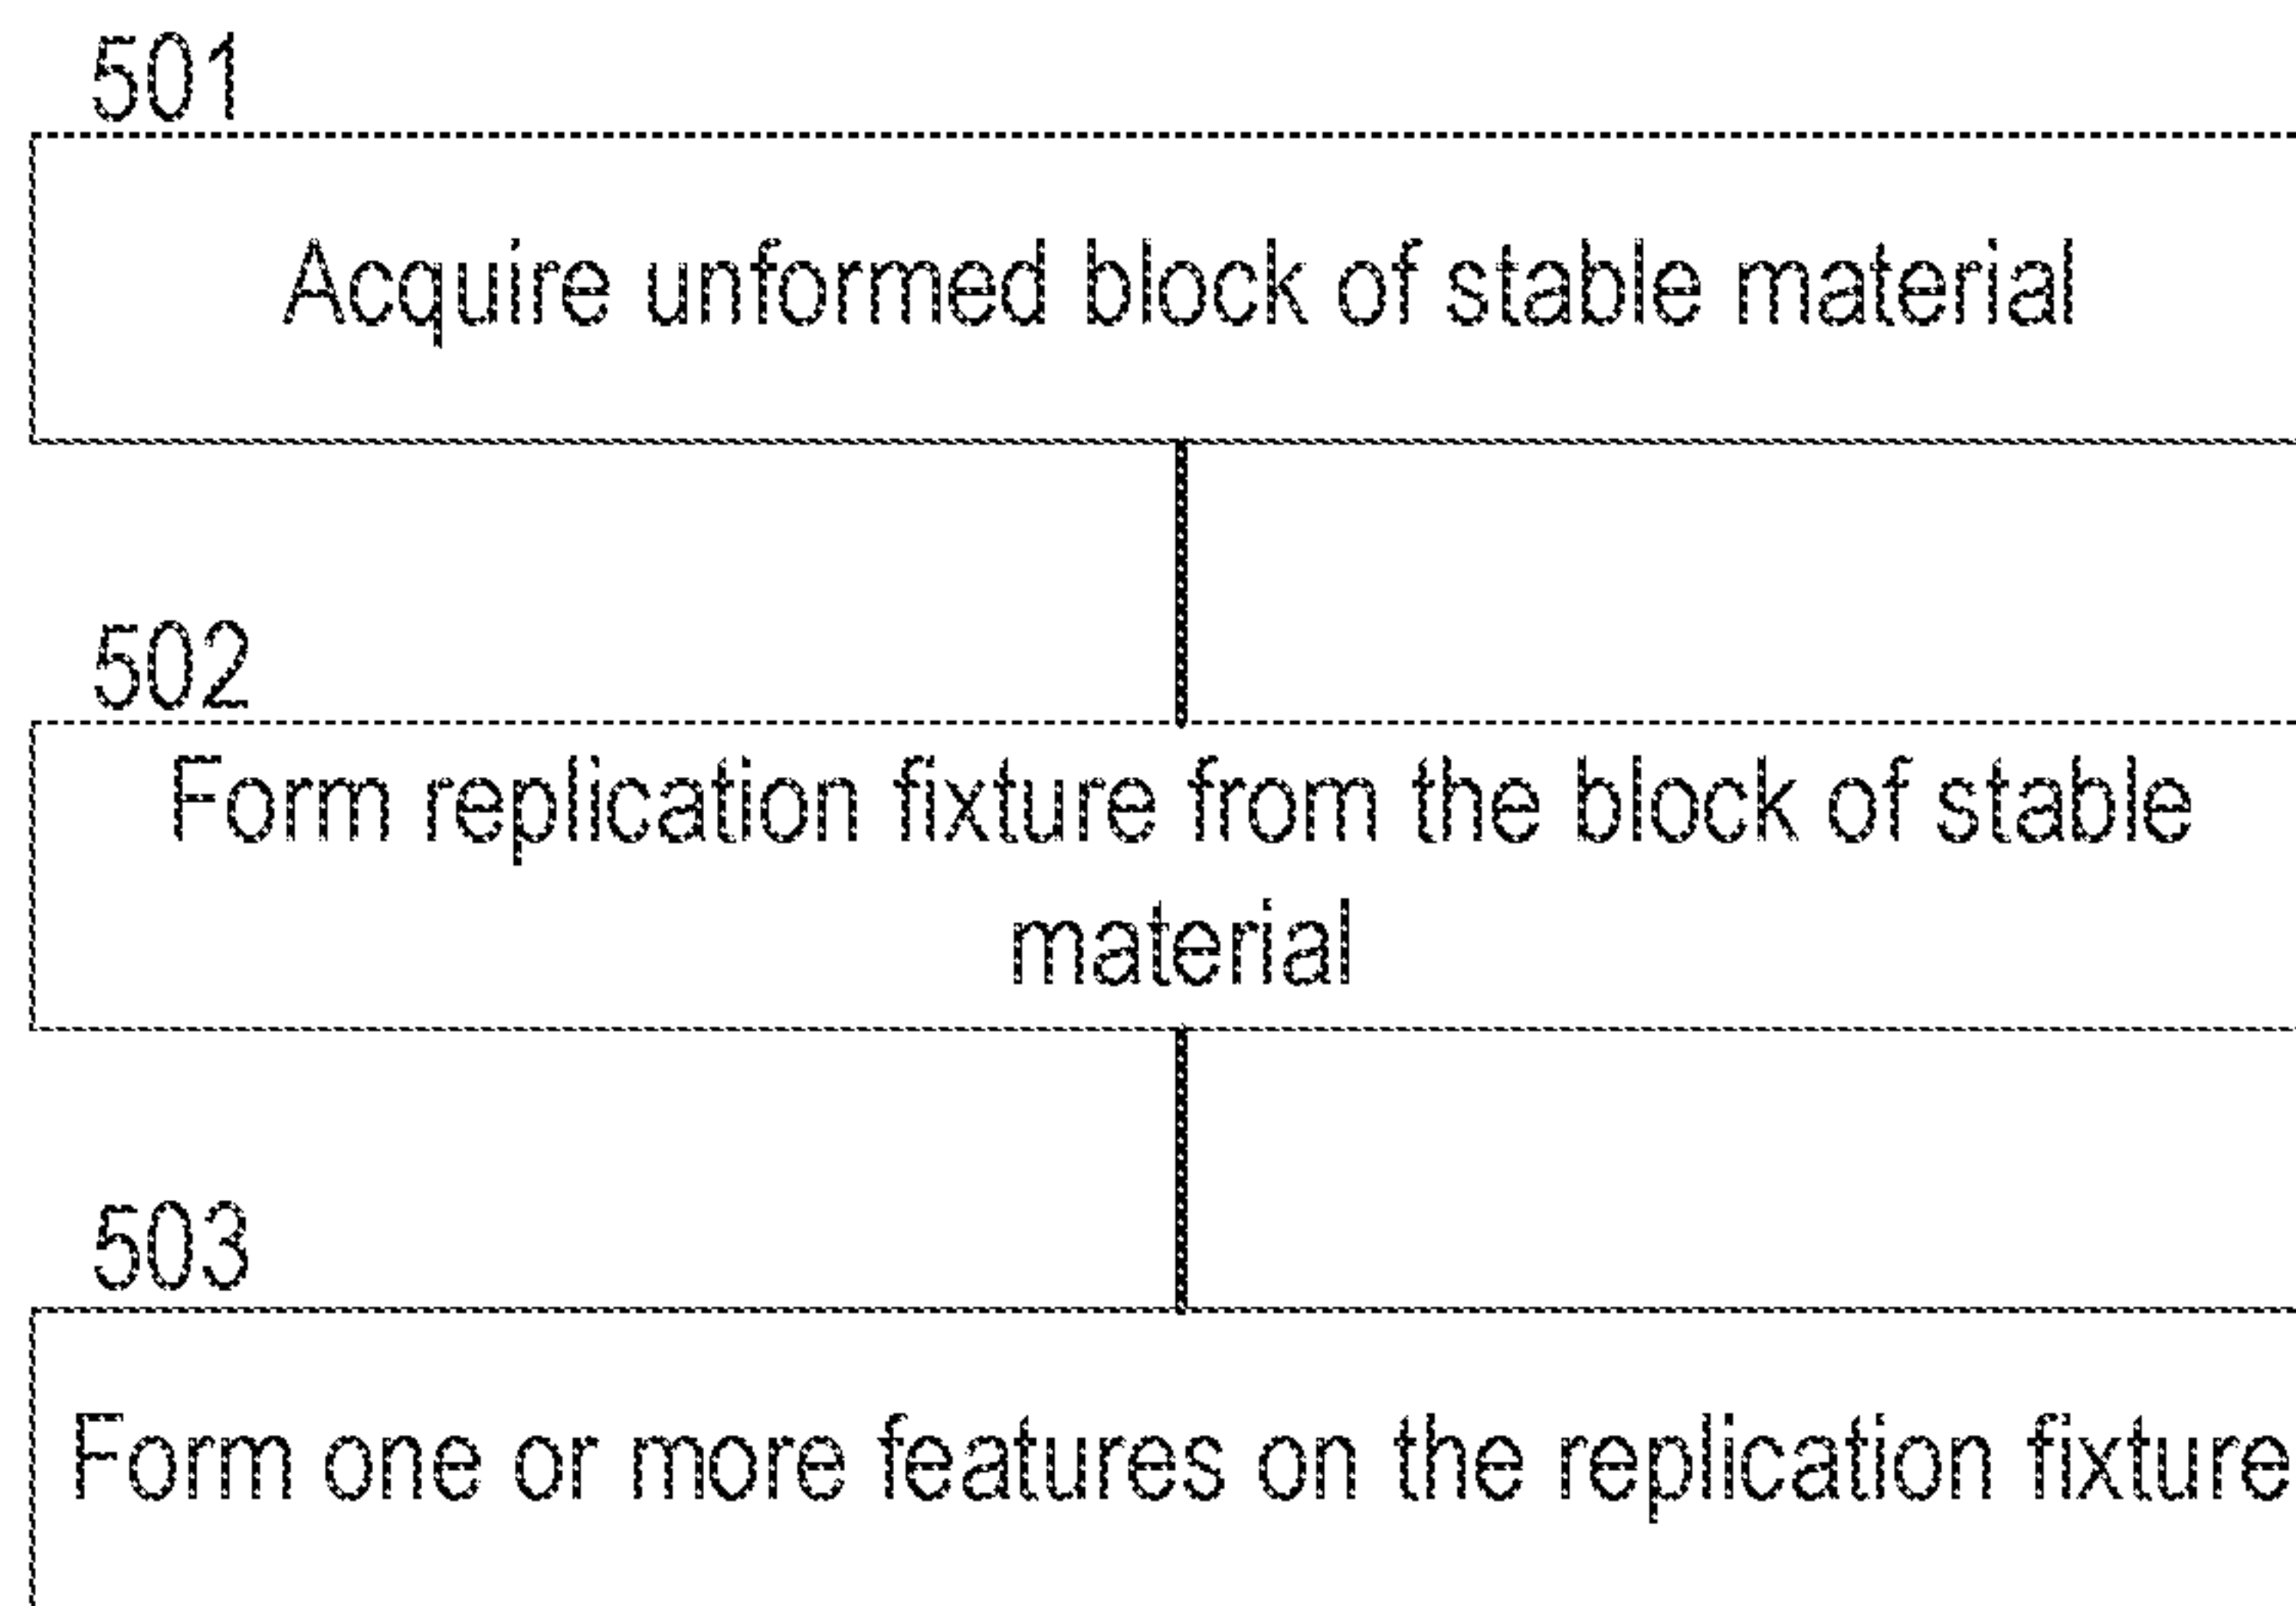 501
Acquire unformed block of stable material
502
Form replication fixture from the block of stable
material
503
Form one or more features on the replication fixture